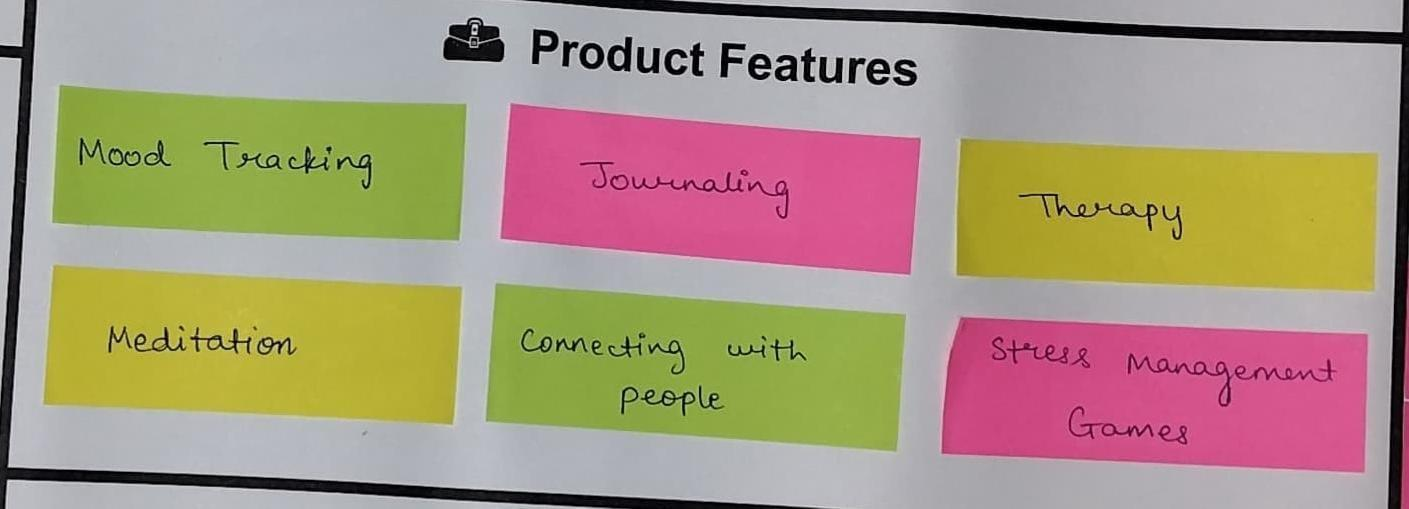 Product Features
Mood Tracking
Journaling
Therapy
Meditation
Connecting with
people
Stress Management
Games